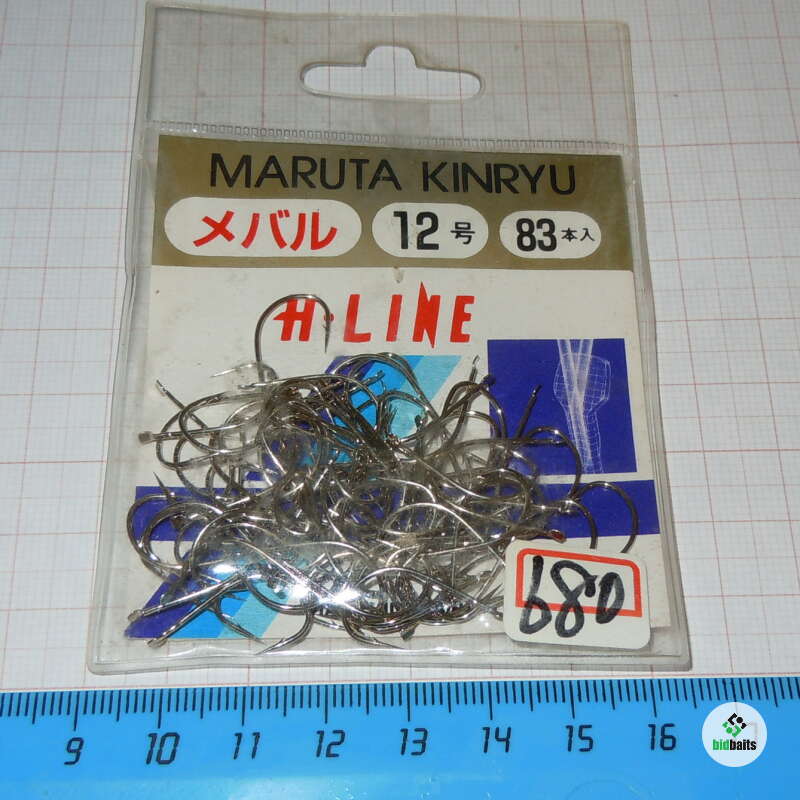 MARUTA KINRYU
メバル 12号 83本入
H·LINE
680
9 10 11 12 13 14 15 16
bidbaits